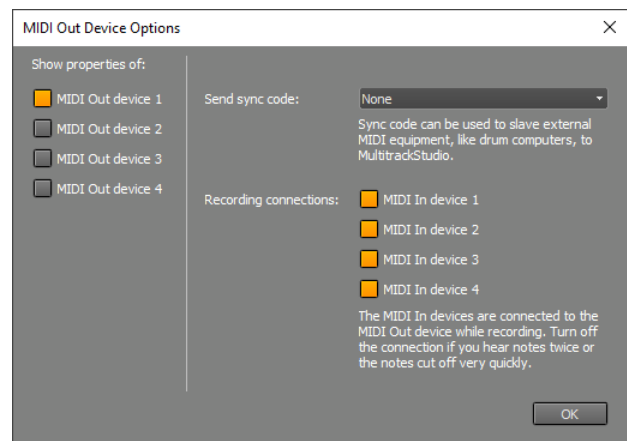 MIDI Out Device Options
Show properties of:
MIDI Out device 1
MIDI Out device 2
MIDI Out device 3
MIDI Out device 4
Send sync code:
None
Sync code can be used to slave external
MIDI equipment, like drum computers, to
MultitrackStudio.
Recording connections:
MIDI In device 1
MIDI In device 2
MIDI In device 3
MIDI In device 4
The MIDI In devices are connected to the
MIDI Out device while recording. Turn off
the connection if you hear notes twice or
the notes cut off very quickly.
OK